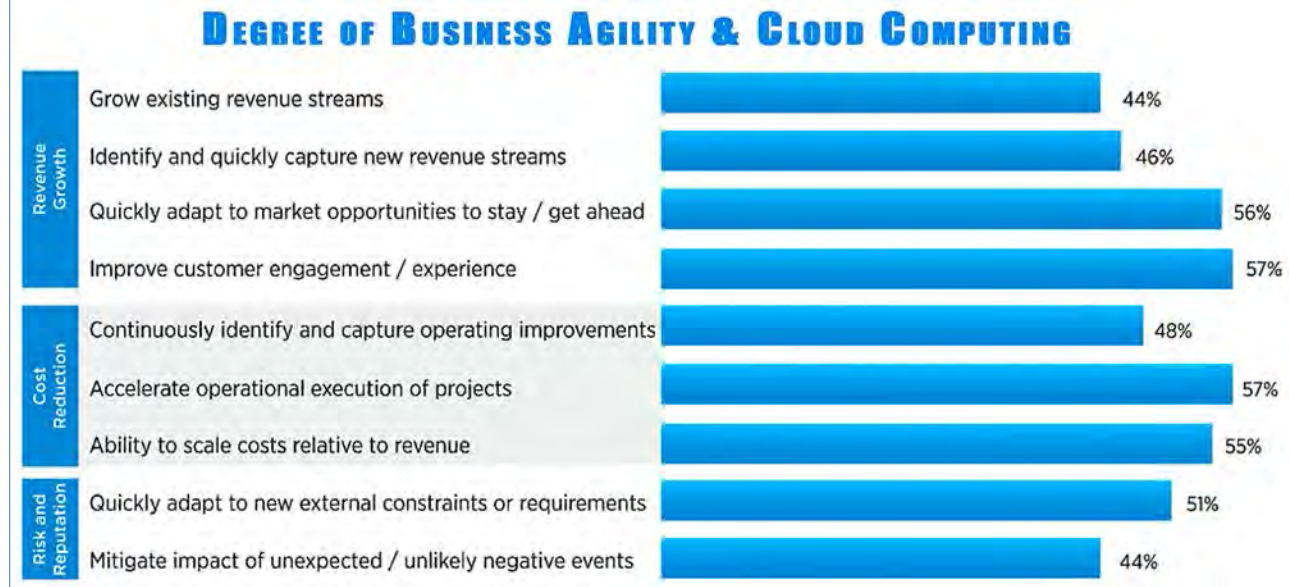 DEGREE OF BUSINESS AGILITY & CLOUD COMPUTING
Revenue
Growth
Grow existing revenue streams 44%
Identify and quickly capture new revenue streams 46%
Quickly adapt to market opportunities to stay / get ahead 56%
Improve customer engagement / experience 57%
Cost
Reduction
Continuously identify and capture operating improvements 48%
Accelerate operational execution of projects 57%
Ability to scale costs relative to revenue 55%
Risk and
Reputation
Quickly adapt to new external constraints or requirements 51%
Mitigate impact of unexpected / unlikely negative events 44%